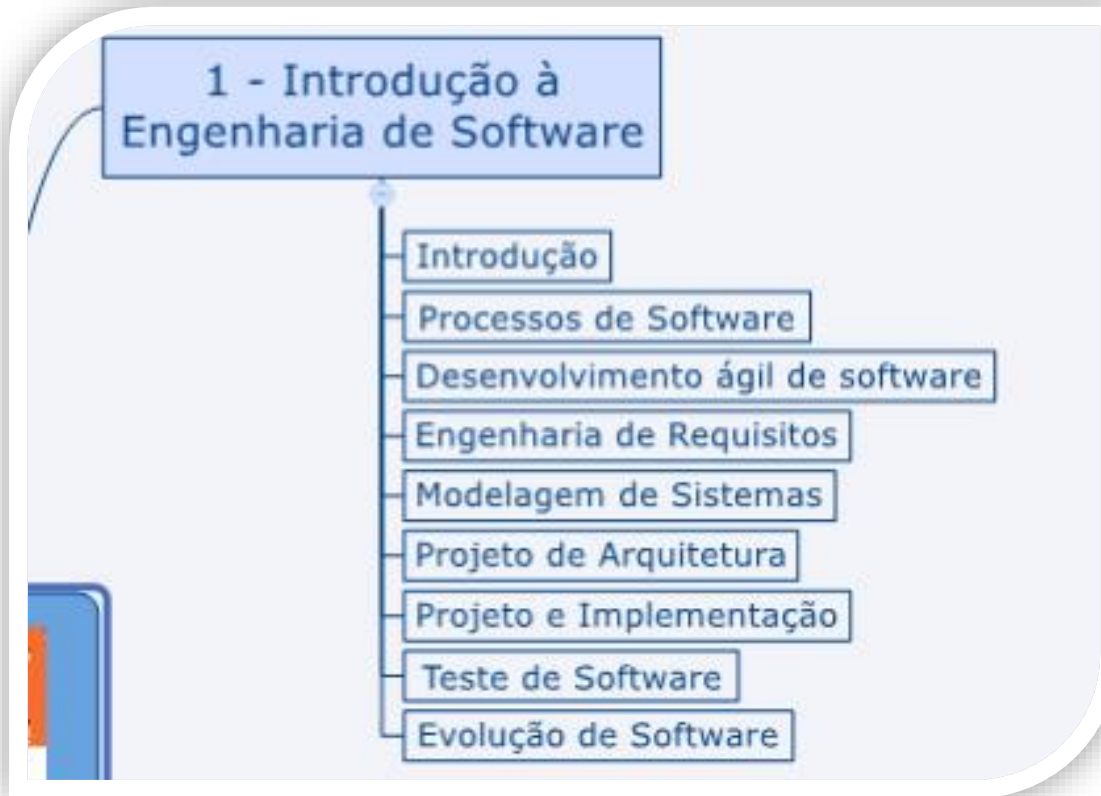 1 - Introdução à
Engenharia de Software
Introdução
Processos de Software
Desenvolvimento ágil de software
Engenharia de Requisitos
Modelagem de Sistemas
Projeto de Arquitetura
Projeto e Implementação
Teste de Software
Evolução de Software